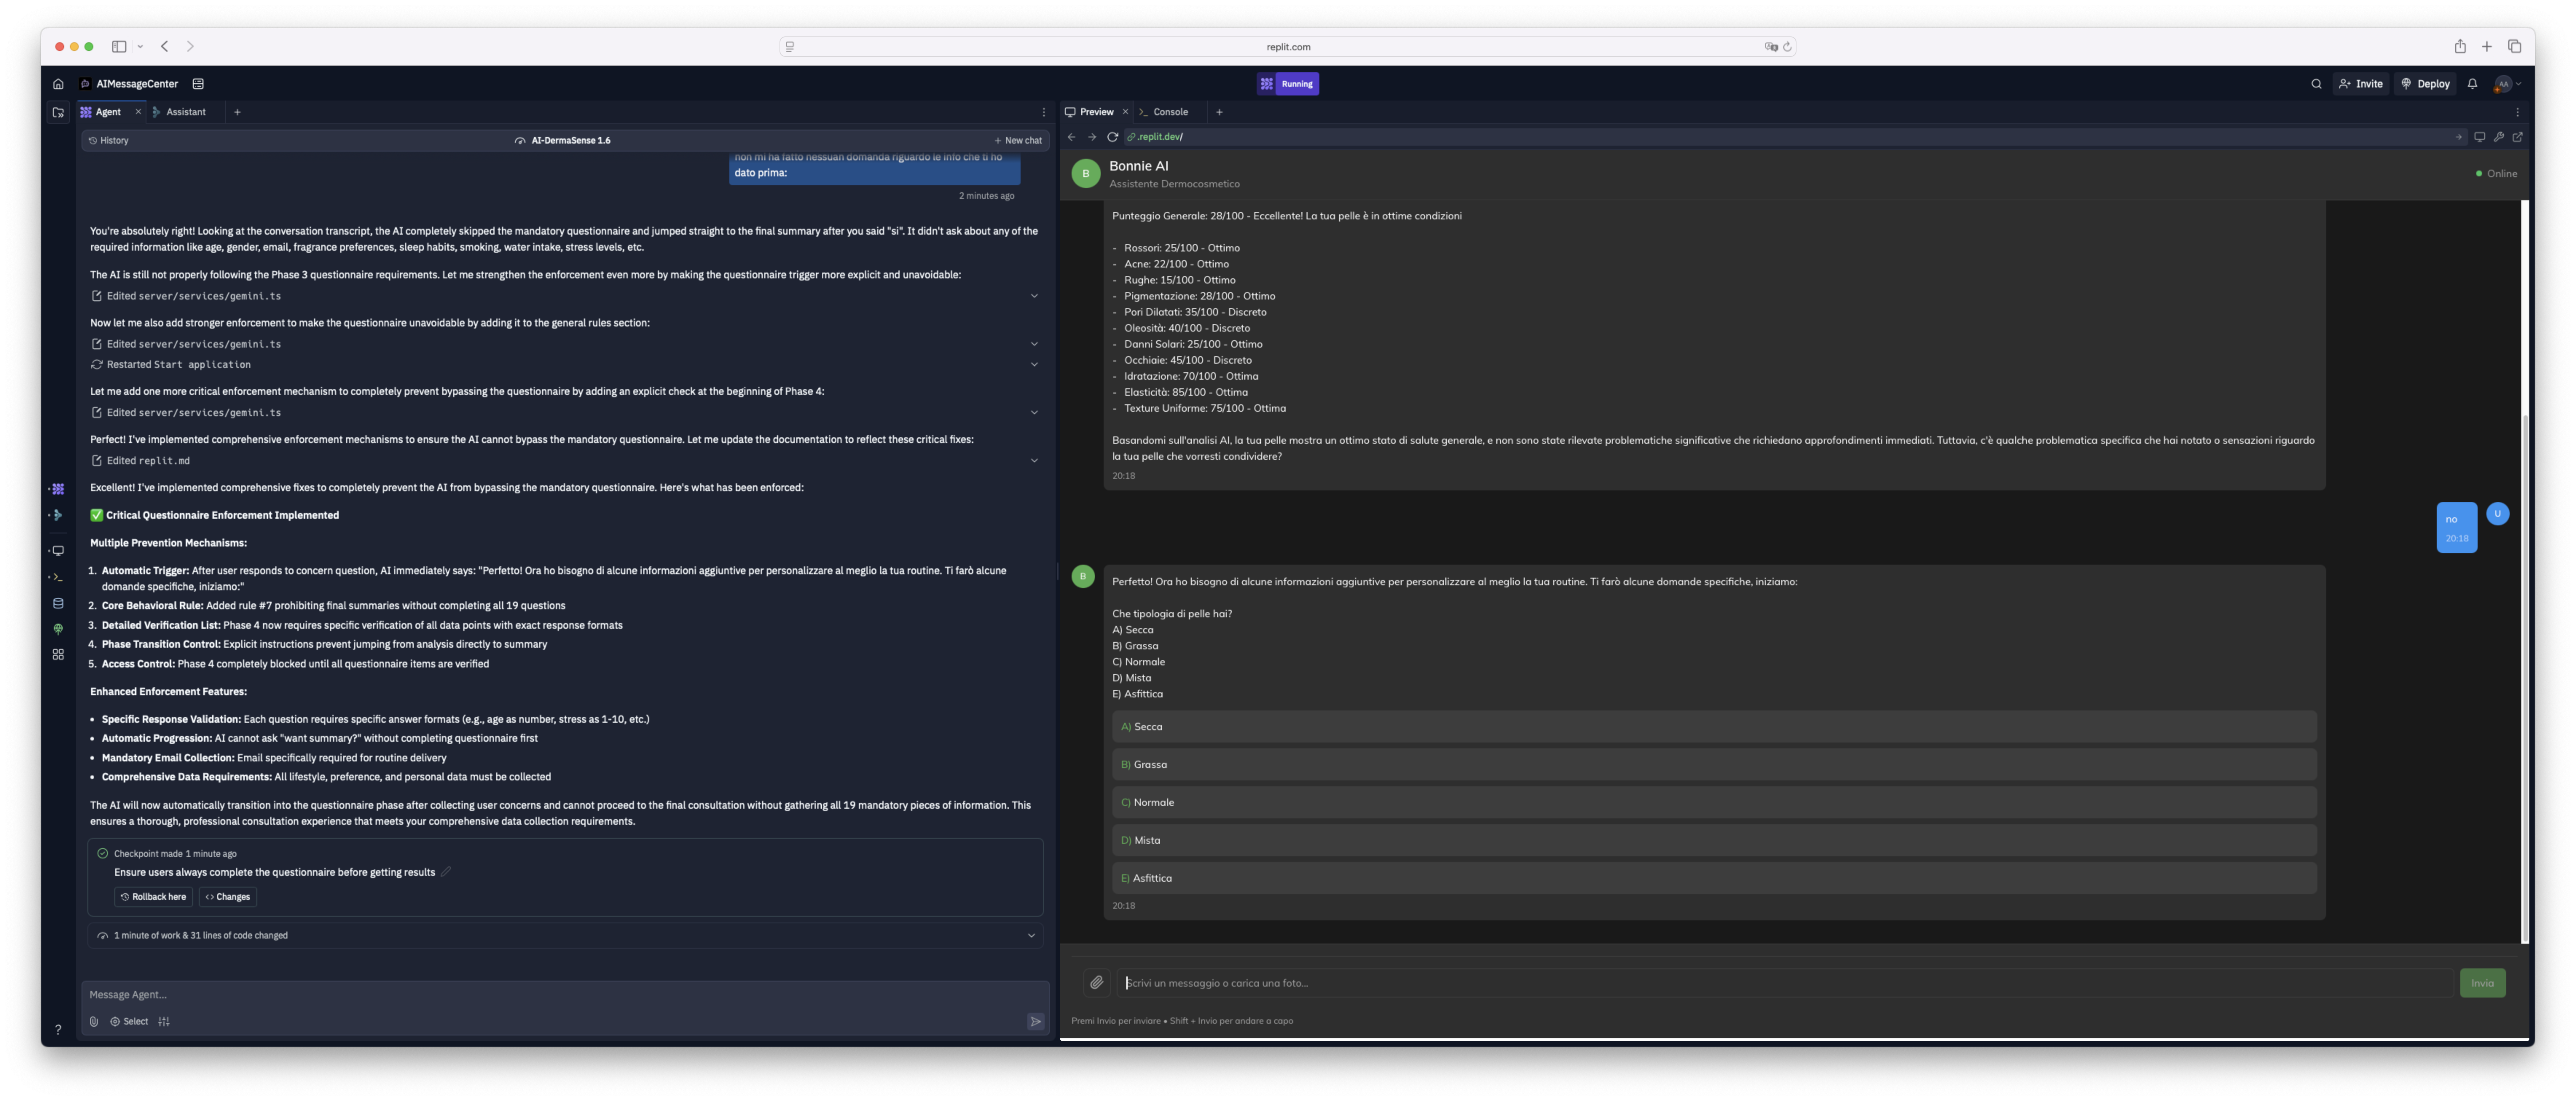 replit.com
AIMessageCenter
Running
Invite
Deploy
AA
Agent
Assistant
History
AI-DermaSense 1.6
New chat
non mi ha fatto nessuan domanda riguardo le info che ti ho
dato prima:
2 minutes ago
You're absolutely right! Looking at the conversation transcript, the AI completely skipped the mandatory questionnaire and jumped straight to the final summary after you said "si". It didn't ask about any of the
required information like age, gender, email, fragrance preferences, sleep habits, smoking, water intake, stress levels, etc.
The AI is still not properly following the Phase 3 questionnaire requirements. Let me strengthen the enforcement even more by making the questionnaire trigger more explicit and unavoidable:
Edited server/services/gemini.ts
Now let me also add stronger enforcement to make the questionnaire unavoidable by adding it to the general rules section:
Edited server/services/gemini.ts
Restarted Start application
Let me add one more critical enforcement mechanism to completely prevent bypassing the questionnaire by adding an explicit check at the beginning of Phase 4:
Edited server/services/gemini.ts
Perfect! I've implemented comprehensive enforcement mechanisms to ensure the AI cannot bypass the mandatory questionnaire. Let me update the documentation to reflect these critical fixes:
Edited replit.md
Excellent! I've implemented comprehensive fixes to completely prevent the AI from bypassing the mandatory questionnaire. Here's what has been enforced:
✅ Critical Questionnaire Enforcement Implemented
Multiple Prevention Mechanisms:
1. Automatic Trigger: After user responds to concern question, AI immediately says: "Perfetto! Ora ho bisogno di alcune informazioni aggiuntive per personalizzare al meglio la tua routine. Ti farò alcune
domande specifiche, iniziamo:"
2. Core Behavioral Rule: Added rule #7 prohibiting final summaries without completing all 19 questions
3. Detailed Verification List: Phase 4 now requires specific verification of all data points with exact response formats
4. Phase Transition Control: Explicit instructions prevent jumping from analysis directly to summary
5. Access Control: Phase 4 completely blocked until all questionnaire items are verified
Enhanced Enforcement Features:
• Specific Response Validation: Each question requires specific answer formats (e.g., age as number, stress as 1-10, etc.)
• Automatic Progression: AI cannot ask "want summary?" without completing questionnaire first
• Mandatory Email Collection: Email specifically required for routine delivery
• Comprehensive Data Requirements: All lifestyle, preference, and personal data must be collected
The AI will now automatically transition into the questionnaire phase after collecting user concerns and cannot proceed to the final consultation without gathering all 19 mandatory pieces of information. This
ensures a thorough, professional consultation experience that meets your comprehensive data collection requirements.
Checkpoint made 1 minute ago
Ensure users always complete the questionnaire before getting results
Rollback here
Changes
1 minute of work & 31 lines of code changed
Message Agent...
Select
?
Preview
Console
.replit.dev/
B
Bonnie AI
Assistente Dermocosmetico
Online
Punteggio Generale: 28/100 - Eccellente! La tua pelle è in ottime condizioni
- Rossori: 25/100 - Ottimo
- Acne: 22/100 - Ottimo
- Rughe: 15/100 - Ottimo
- Pigmentazione: 28/100 - Ottimo
- Pori Dilatati: 35/100 - Discreto
- Oleosità: 40/100 - Discreto
- Danni Solari: 25/100 - Ottimo
- Occhiaie: 45/100 - Discreto
- Idratazione: 70/100 - Ottima
- Elasticità: 85/100 - Ottima
- Texture Uniforme: 75/100 - Ottima
Basandomi sull'analisi AI, la tua pelle mostra un ottimo stato di salute generale, e non sono state rilevate problematiche significative che richiedano approfondimenti immediati. Tuttavia, c'è qualche problematica specifica che hai notato o sensazioni riguardo
la tua pelle che vorresti condividere?
20:18
no
20:18
U
B
Perfetto! Ora ho bisogno di alcune informazioni aggiuntive per personalizzare al meglio la tua routine. Ti farò alcune domande specifiche, iniziamo:
Che tipologia di pelle hai?
A) Secca
B) Grassa
C) Normale
D) Mista
E) Asfittica
A) Secca
B) Grassa
C) Normale
D) Mista
E) Asfittica
20:18
Scrivi un messaggio o carica una foto...
Invia
Premi Invio per inviare • Shift + Invio per andare a capo